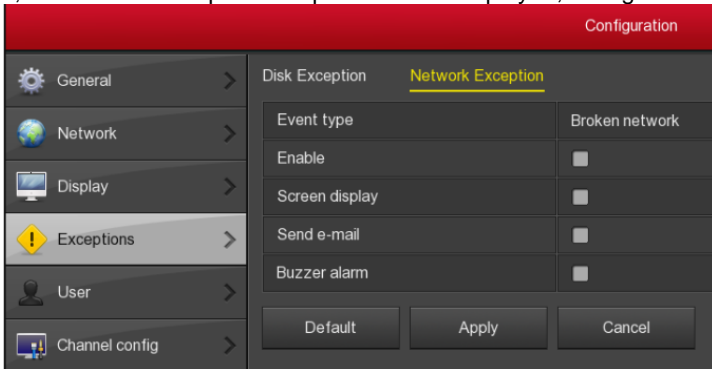 Configuration
General
Network
Display
Exceptions
User
Channel config
Disk Exception Network Exception
Event type Broken network
Enable
Screen display
Send e-mail
Buzzer alarm
Default Apply Cancel